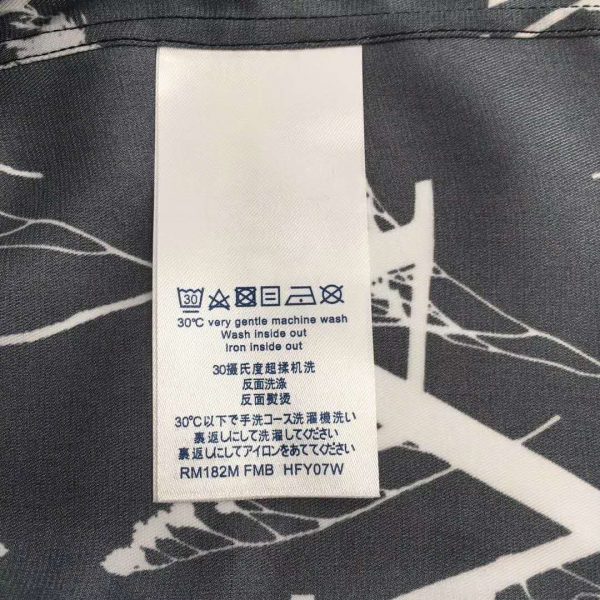 30
30℃ very gentle machine wash
Wash inside out
Iron inside out
30摄氏度超揉机洗
反面洗涤
反面熨烫
30℃以下で手洗コース洗濯機洗い
裏返しにして洗濯してください
裏返しにしてアイロンをあててください
RM182M FMB HFY07W